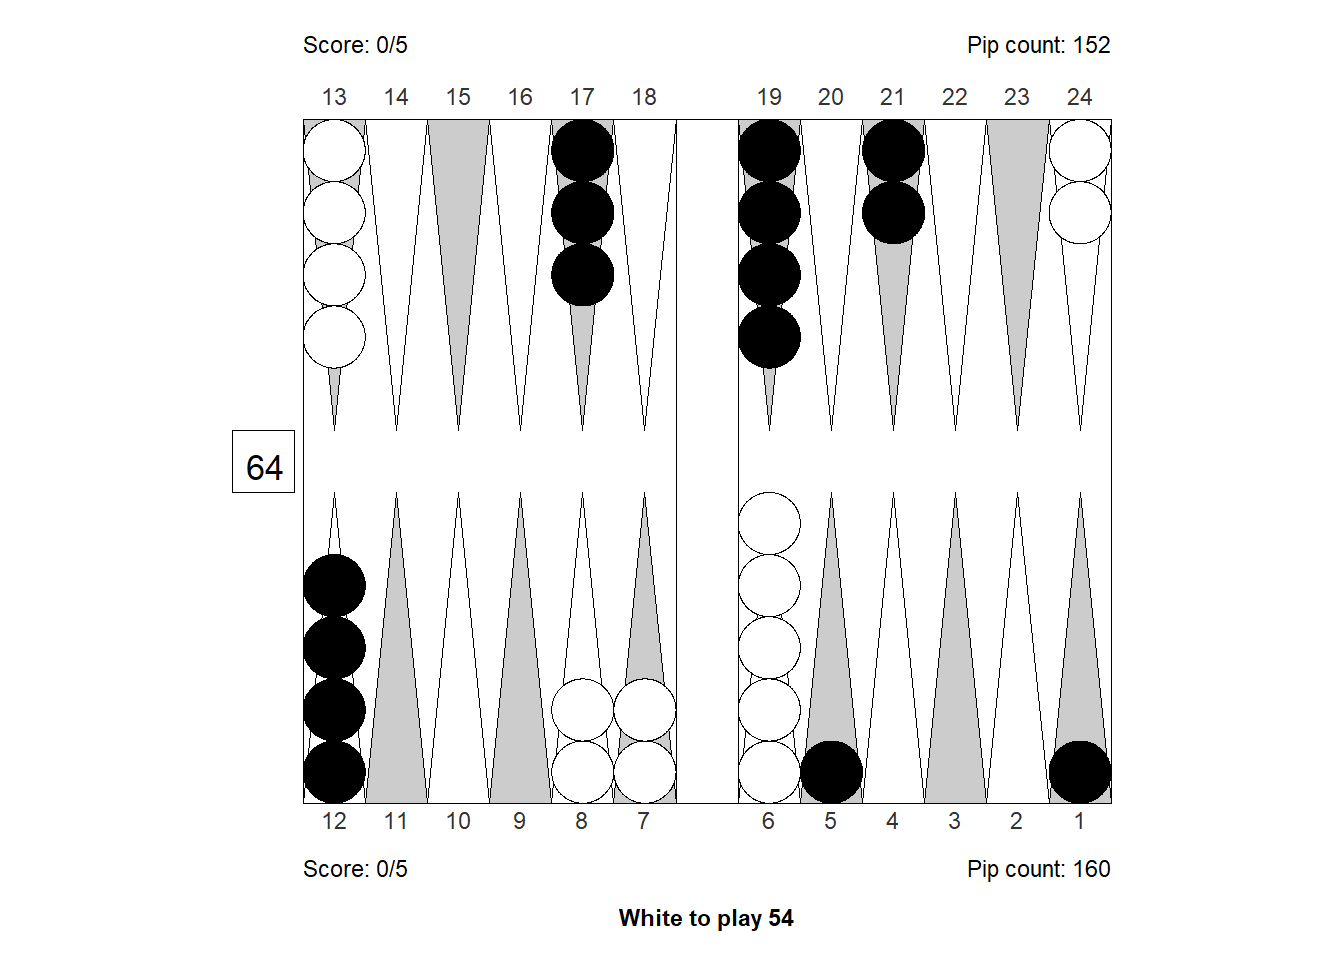 Score: 0/5 Pip count: 152
13 14 15 16 17 18 19 20 21 22 23 24
64
12 11 10 9 8 7 6 5 4 3 2 1
Score: 0/5 Pip count: 160
White to play 54